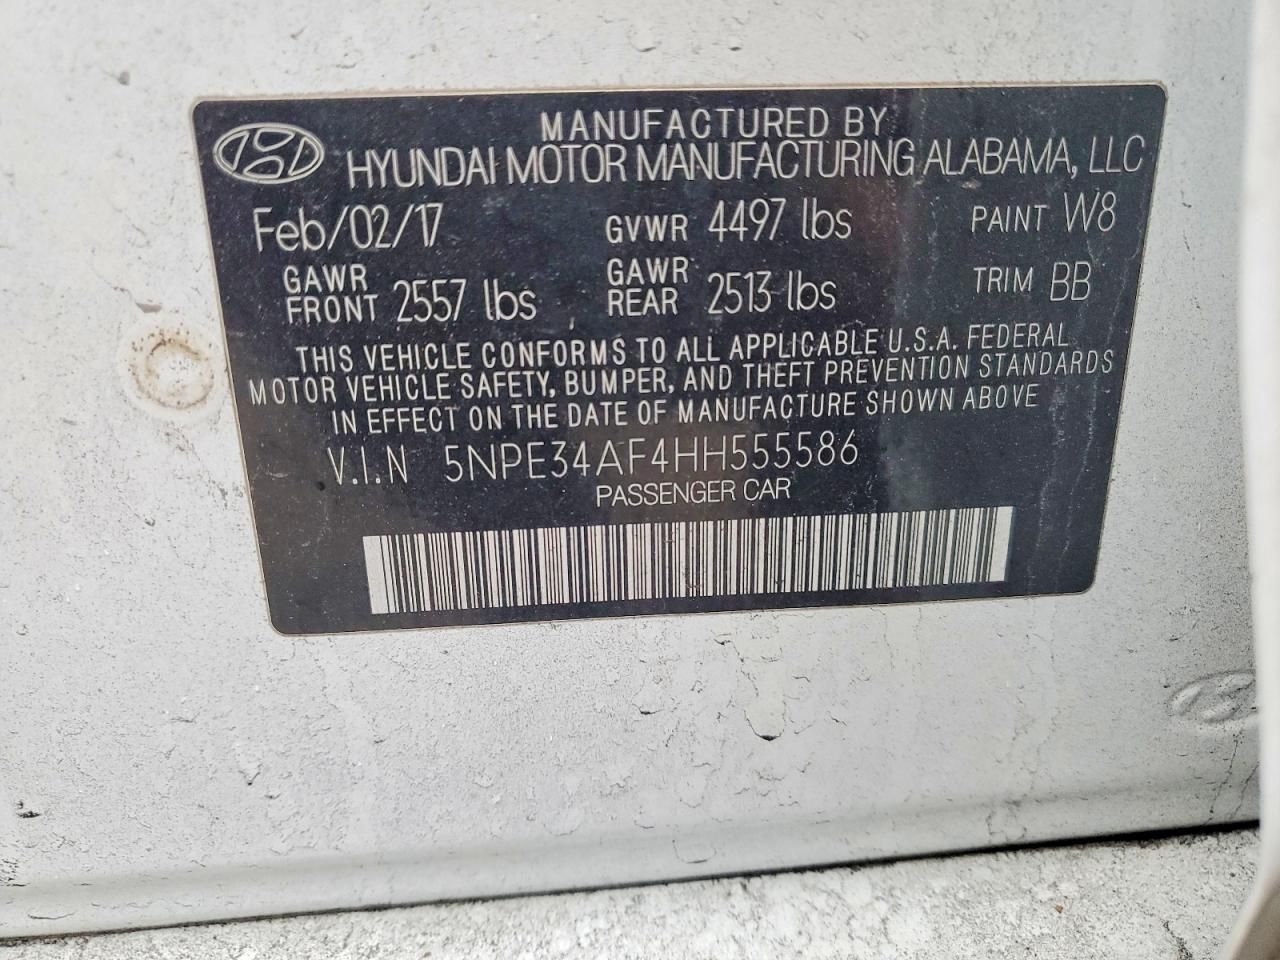 MANUFACTURED BY
HYUNDAI MOTOR MANUFACTURING ALABAMA, LLC
Feb/02/17 GVWR 4497 lbs PAINT W8
GAWR FRONT 2557 lbs GAWR REAR 2513 lbs TRIM BB
THIS VEHICLE CONFORMS TO ALL APPLICABLE U.S.A. FEDERAL
MOTOR VEHICLE SAFETY, BUMPER, AND THEFT PREVENTION STANDARDS
IN EFFECT ON THE DATE OF MANUFACTURE SHOWN ABOVE
V.I.N 5NPE34AF4HH555586
PASSENGER CAR